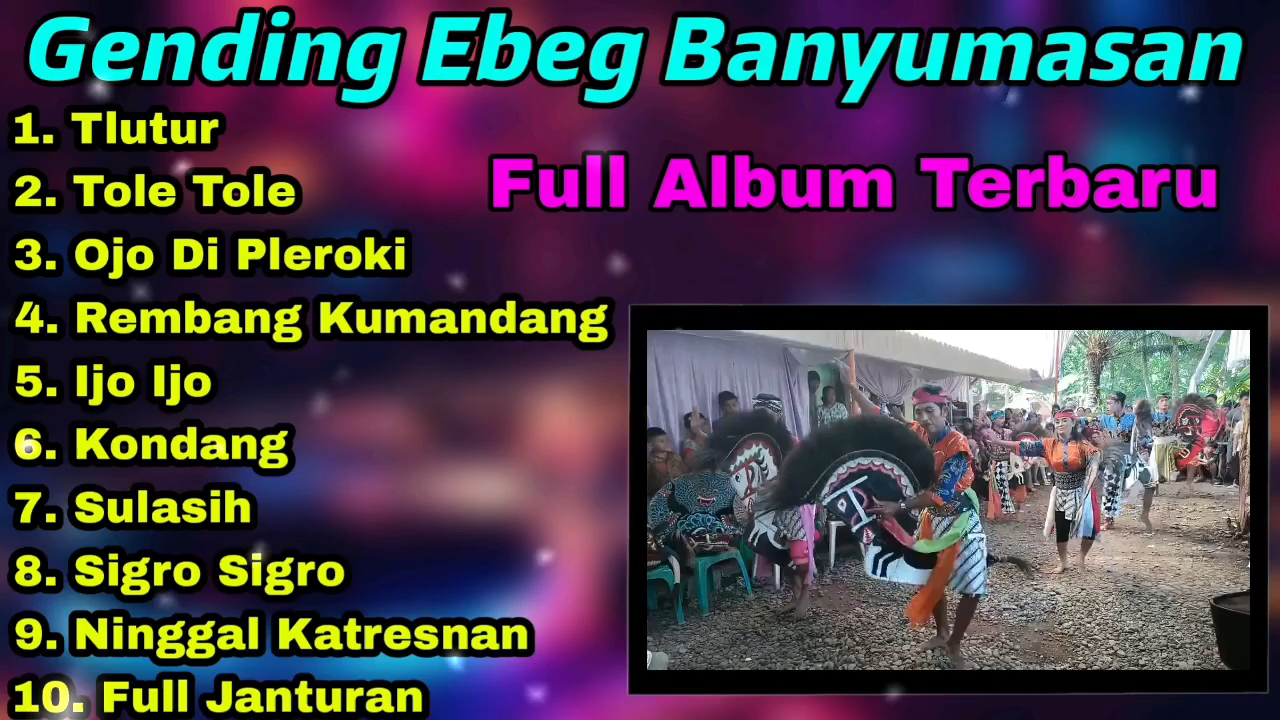 Gending Ebeg Banyumasan
Full Album Terbaru
1. Tlutur
2. Tole Tole
3. Ojo Di Pleroki
4. Rembang Kumandang
5. Ijo Ijo
6. Kondang
7. Sulasih
8. Sigro Sigro
9. Ninggal Katresnan
10. Full Janturan